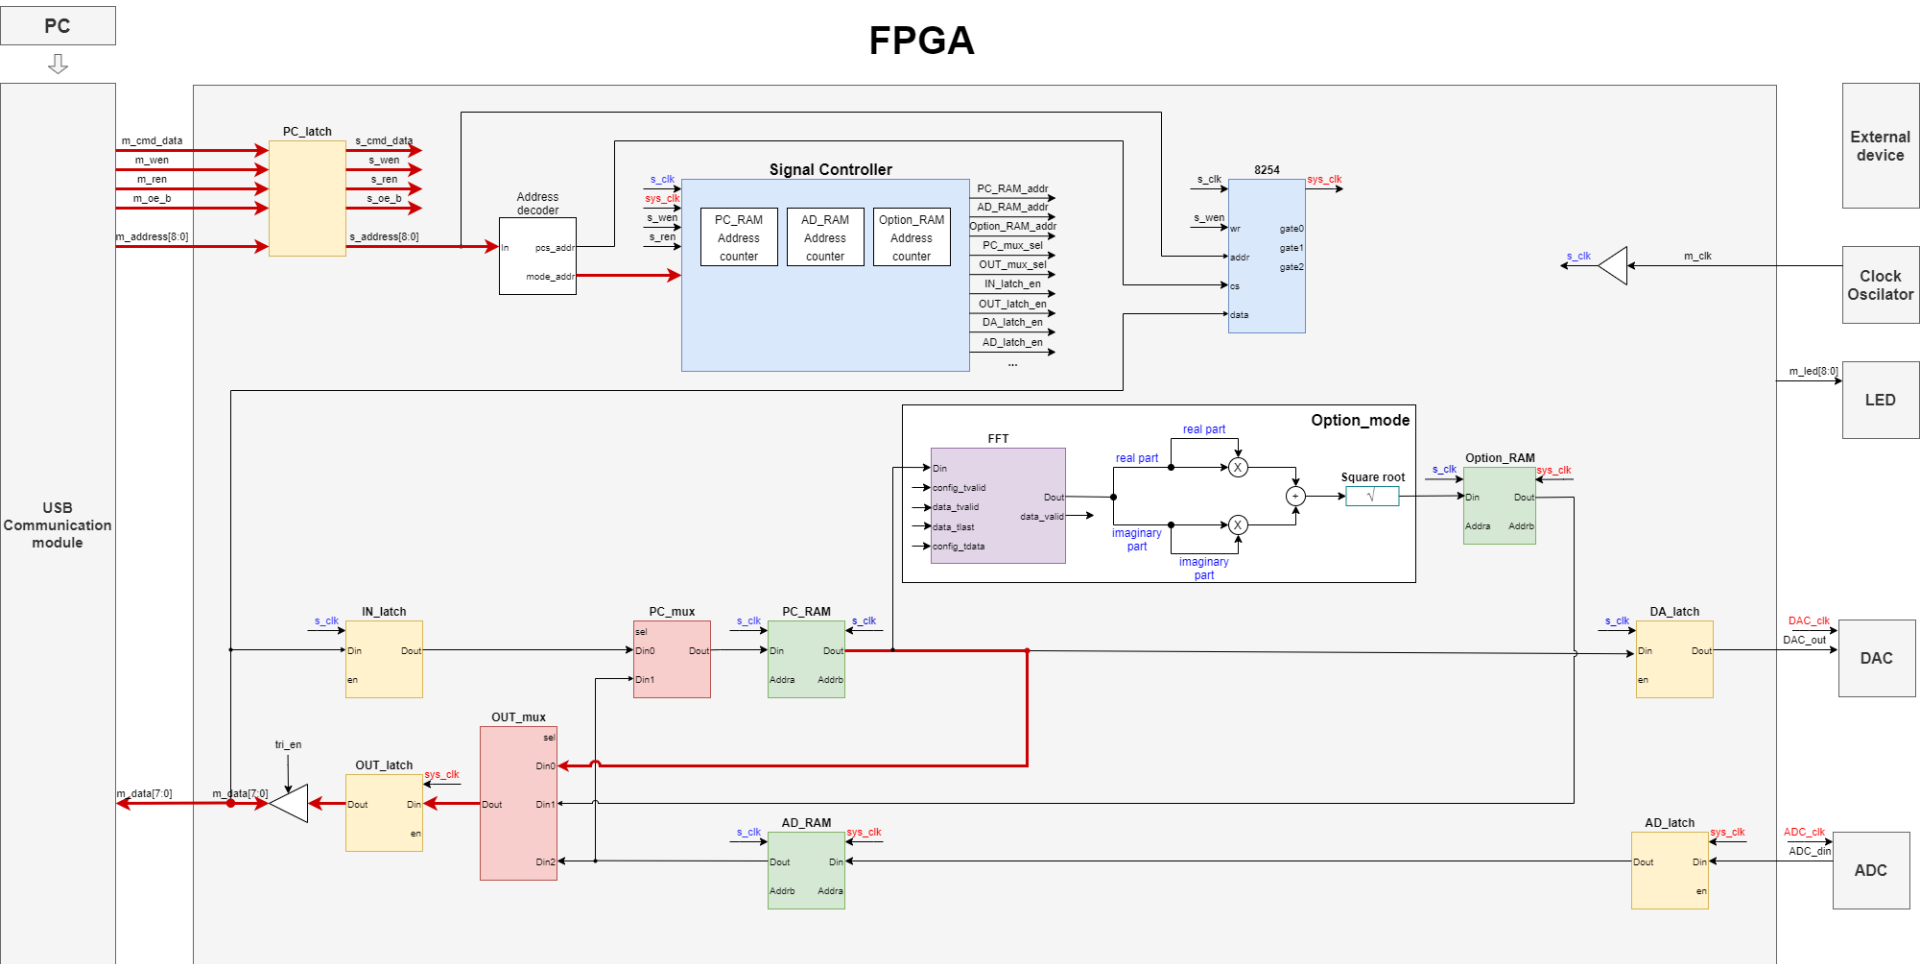 PC
FPGA
USB
Communication
module
m_cmd_data
m_wen
m_ren
m_oe_b
m_address[8:0]
PC_latch
s_cmd_data
s_wen
s_ren
s_oe_b
s_address[8:0]
Address
decoder
In
pcs_addr
mode_addr
Signal Controller
s_clk
sys_clk
s_wen
s_ren
PC_RAM
Address
counter
AD_RAM
Address
counter
Option_RAM
Address
counter
PC_RAM_addr
AD_RAM_addr
Option_RAM_addr
PC_mux_sel
OUT_mux_sel
IN_latch_en
OUT_latch_en
DA_latch_en
AD_latch_en
...
8254
s_clk
sys_clk
s_wen
wr
gate0
gate1
addr
gate2
cs
data
External
device
s_clk
m_clk
Clock
Oscilator
m_led[8:0]
LED
Option_mode
FFT
Din
config_tvalid
data_tvalid
data_tlast
config_tdata
Dout
data_valid
real part
real part
X
imaginary
part
X
imaginary
part
+
Square root
√
Option_RAM
s_clk
sys_clk
Din
Dout
Addra
Addrb
IN_latch
s_clk
Din
Dout
en
PC_mux
sel
Din0
Dout
Din1
PC_RAM
s_clk
s_clk
Din
Dout
Addra
Addrb
DA_latch
s_clk
Din
Dout
en
DAC_clk
DAC_out
DAC
OUT_mux
sel
Din0
Din1
Dout
Din2
tri_en
OUT_latch
sys_clk
Dout
Din
en
m_data[7:0]
m_data[7:0]
AD_RAM
s_clk
sys_clk
Dout
Din
Addrb
Addra
AD_latch
sys_clk
Dout
Din
en
ADC_clk
ADC_din
ADC